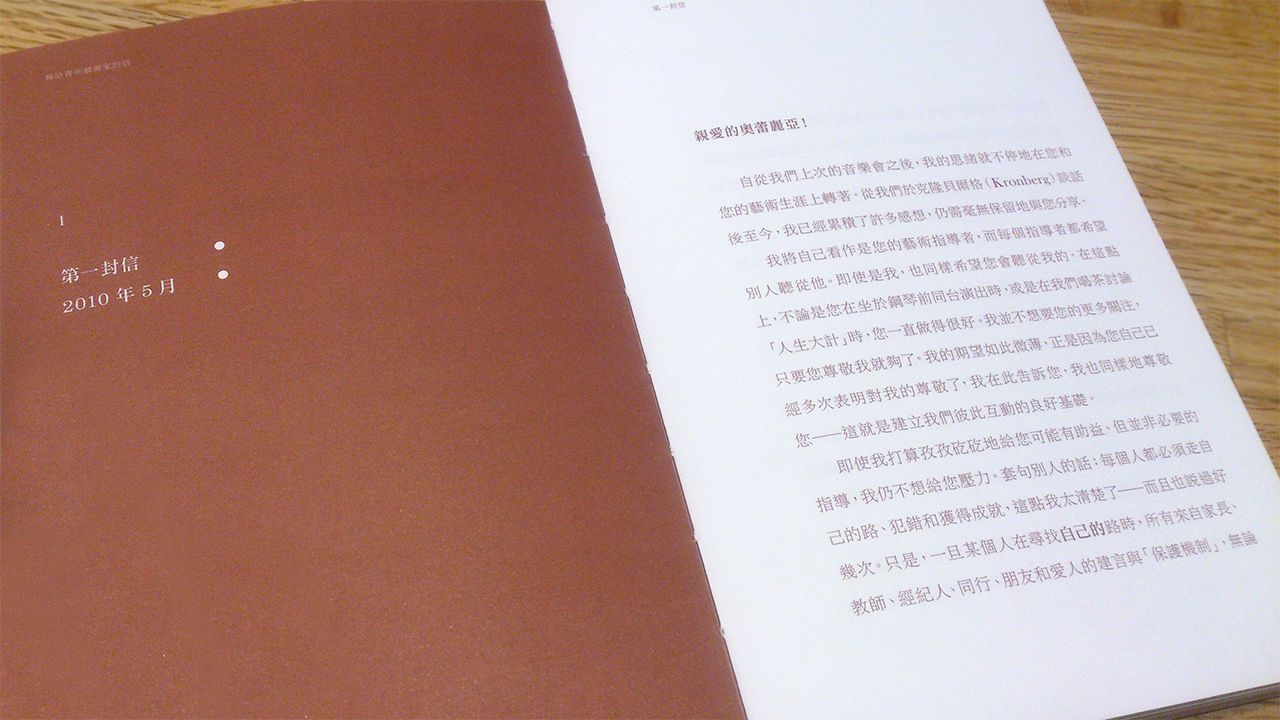 寫給青年藝術家的信
1
第一封信
2010 年 5 月
第一封信
親愛的奧蕾麗亞！
自從我們上次的音樂會之後，我的思緒就不停地在您和
您的藝術生涯上轉著。從我們於克隆貝爾格（Kronberg）談話
後至今，我已經累積了許多感想，仍需毫無保留地與您分享。
我將自己看作是您的藝術指導者，而每個指導者都希望
別人聽從他。即使是我，也同樣希望您會聽從我的。在這點
上，不論是您在坐於鋼琴前同台演出時，或是在我們喝茶討論
「人生大計」時，您一直做得很好。我並不想要您的更多關注，
只要您尊敬我就夠了。我的期望如此微薄，正是因為您自己已
經多次表明對我的尊敬了，我在此告訴您，我也同樣地尊敬
您——這就是建立我們彼此互動的良好基礎。
即使我打算孜孜矻矻地給您可能有助益、但並非必要的
指導，我仍不想給您壓力。套句別人的話：每個人都必須走自
己的路、犯錯和獲得成就，這點我太清楚了——而且也說過好
幾次。只是，一旦某個人在尋找自己的路時，所有來自家長、
教師、經紀人、同行、朋友和愛人的建言與「保護機制」，無論